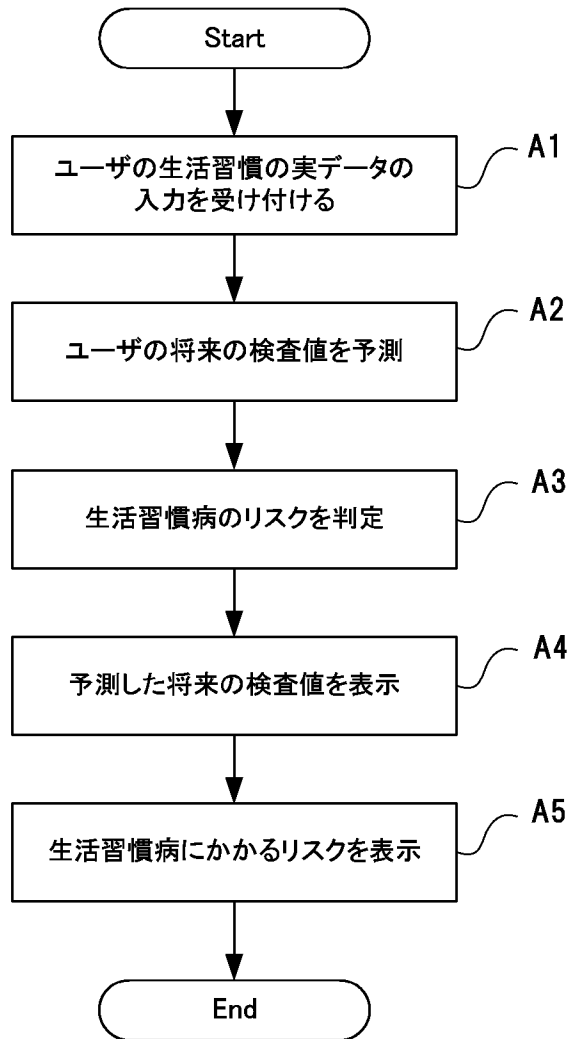 Start
ユーザの生活習慣の実データの
入力を受け付ける
A1
ユーザの将来の検査値を予測
A2
生活習慣病のリスクを判定
A3
予測した将来の検査値を表示
A4
生活習慣病にかかるリスクを表示
A5
End